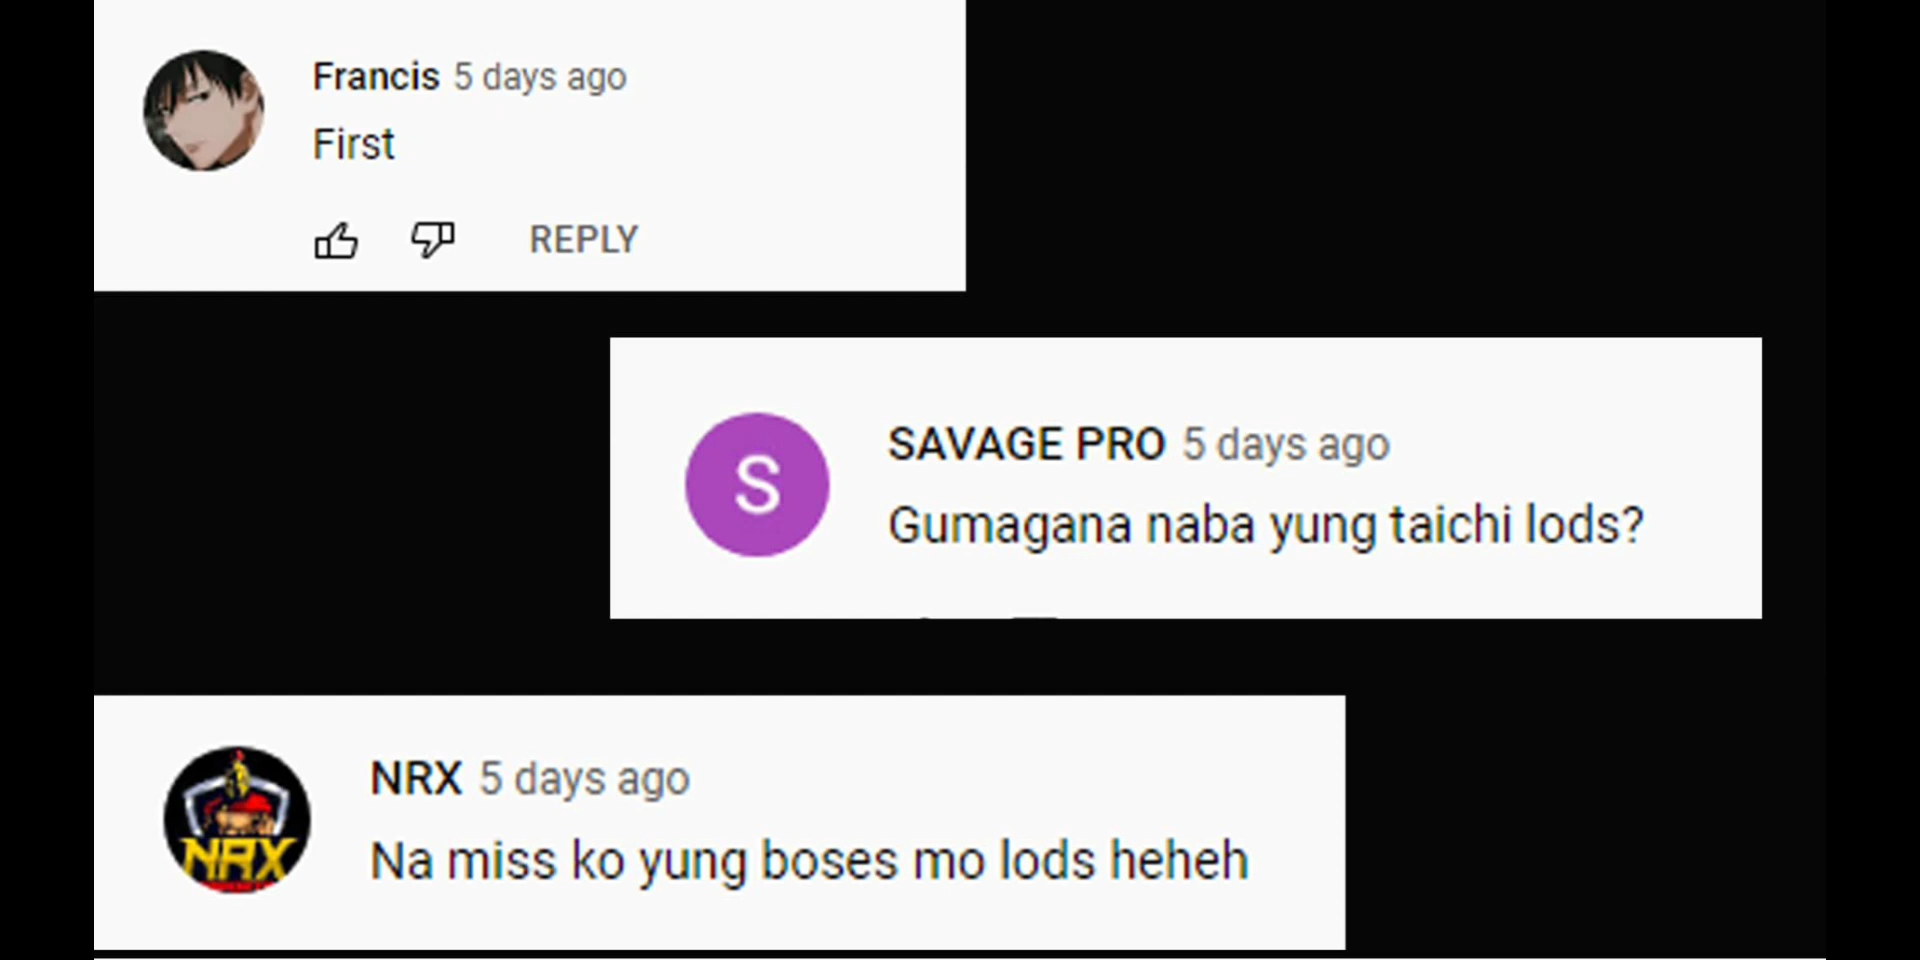 Francis 5 days ago
First
REPLY
S
SAVAGE PRO 5 days ago
Gumagana naba yung taichi lods?
NRX 5 days ago
NRX
Na miss ko yung boses mo lods heheh